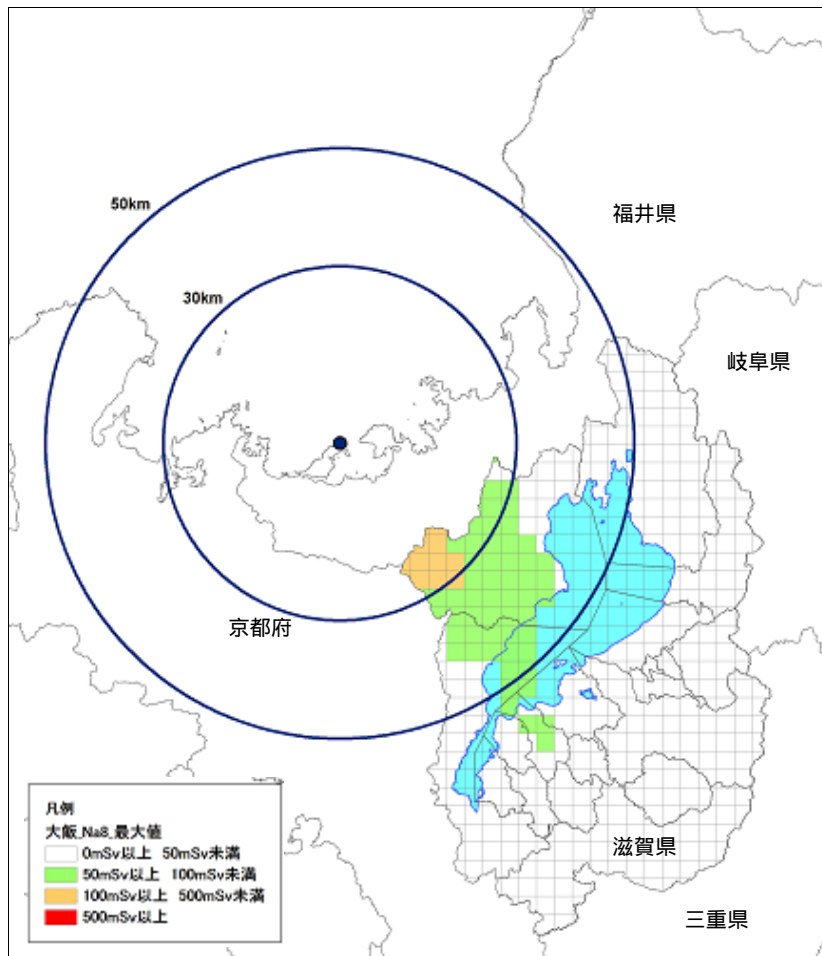 50km
福井県
30km
岐阜県
京都府
凡例
大飯_Na8_最大値
0mSv以上 50mSv未満
50mSv以上 100mSv未満
100mSv以上 500mSv未満
500mSv以上
滋賀県
三重県